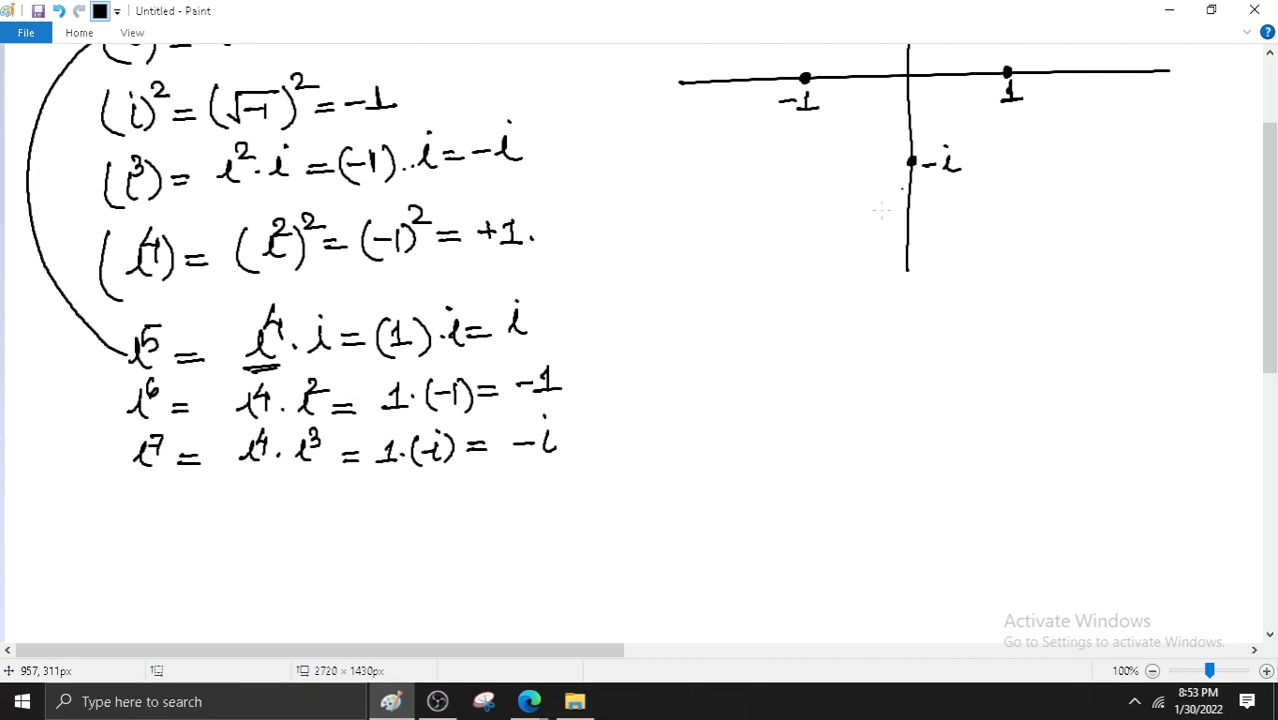 Untitled - Paint
File Home View
(i)² = (√-1)² = -1
(i³) = i²·i = (-1)·i = -i
(i⁴) = (i²)² = (-1)² = +1.
i⁵ = i⁴·i = (1)·i = i
i⁶ = i⁴·i² = 1·(-1) = -1
i⁷ = i⁴·i³ = 1·(-i) = -i
-1 1
-i
Activate Windows
Go to Settings to activate Windows.
957, 311px 2720 × 1430px 100%
Type here to search
8:53 PM
1/30/2022